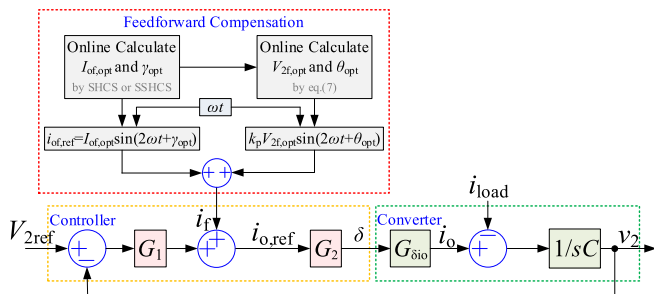 Feedforward Compensation
Online Calculate
I_of,opt and γ_opt
by SHCS or SSHCS
Online Calculate
V_2f,opt and θ_opt
by eq.(7)
ωt
i_of,ref=I_of,opt sin(2ωt+γ_opt)
k_p V_2f,opt sin(2ωt+θ_opt)
+ +
Controller
V_2ref
+
−
G_1
i_f
+
+
i_o,ref
G_2
δ
Converter
G_δio
i_o
i_load
+
−
1/sC
v_2